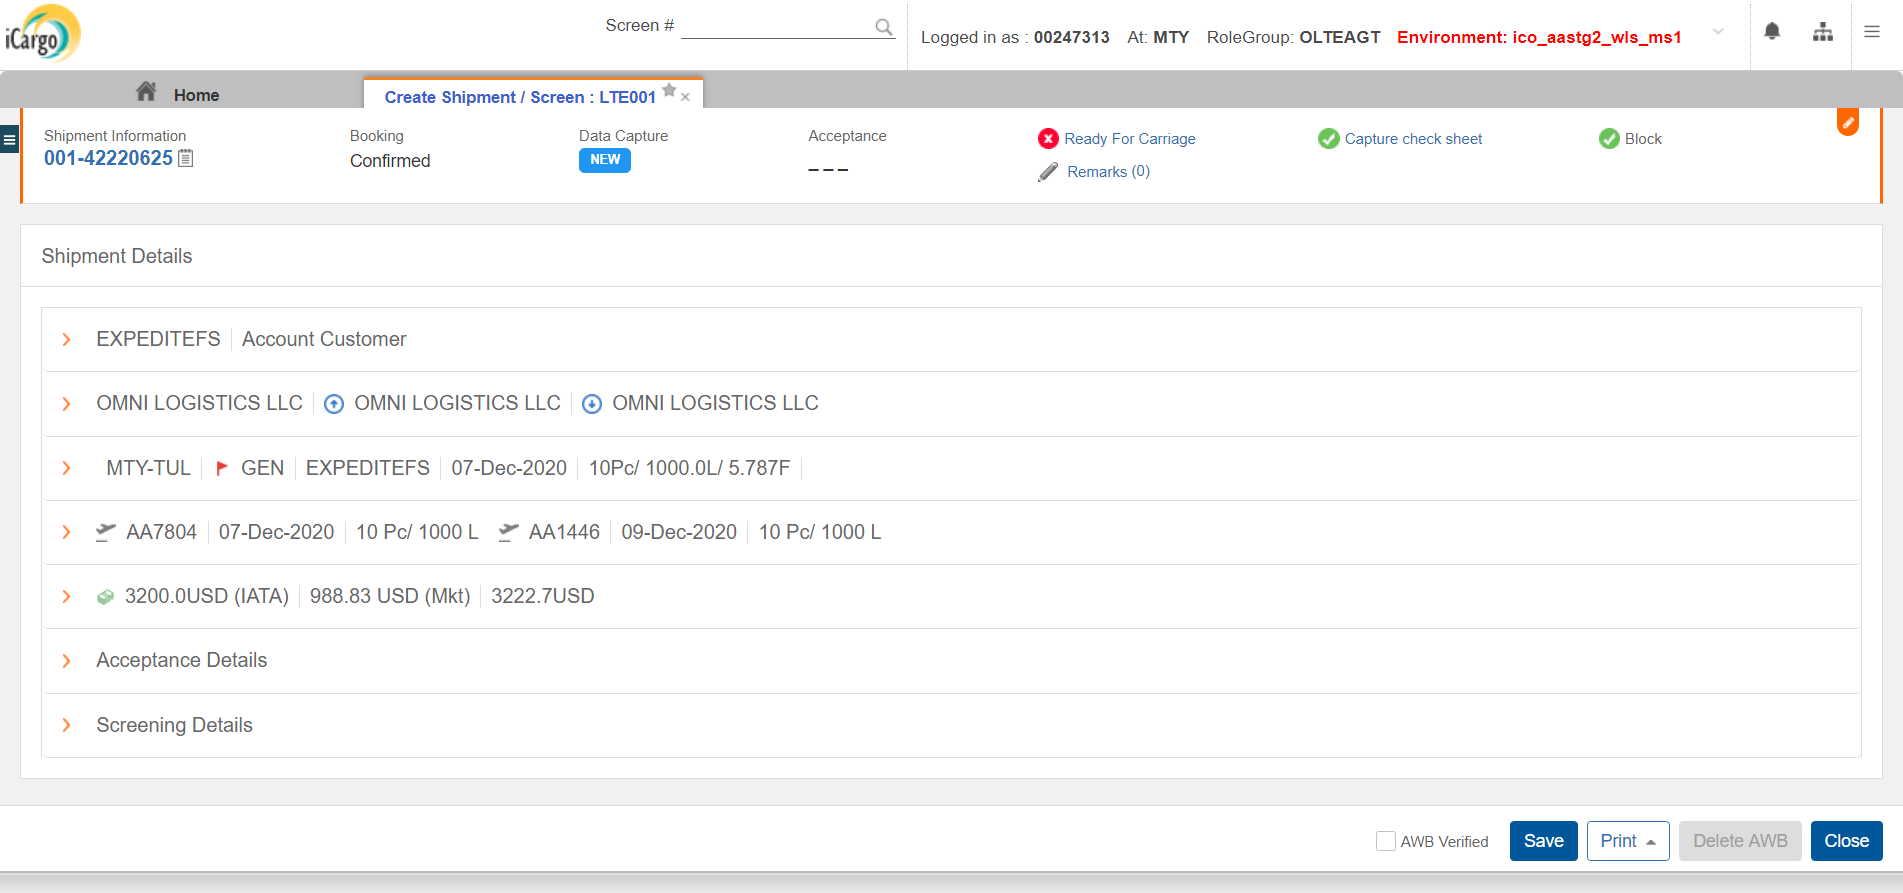 iCargo
Screen #
Logged in as : 00247313 At: MTY RoleGroup: OLTEAGT Environment: ico_aastg2_wls_ms1
Home
Create Shipment / Screen : LTE001 ×
Shipment Information
001-42220625
Booking
Confirmed
Data Capture
NEW
Acceptance
– – –
Ready For Carriage
Remarks (0)
Capture check sheet
Block
Shipment Details
EXPEDITEFS Account Customer
OMNI LOGISTICS LLC OMNI LOGISTICS LLC OMNI LOGISTICS LLC
MTY-TUL GEN EXPEDITEFS 07-Dec-2020 10Pc/ 1000.0L/ 5.787F
AA7804 07-Dec-2020 10 Pc/ 1000 L AA1446 09-Dec-2020 10 Pc/ 1000 L
3200.0USD (IATA) 988.83 USD (Mkt) 3222.7USD
Acceptance Details
Screening Details
AWB Verified Save Print Delete AWB Close